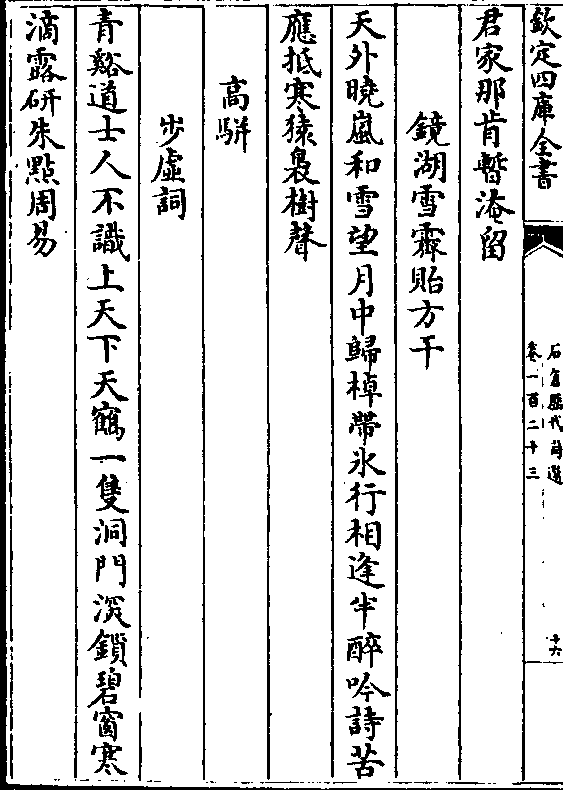 欽定四庫全書
石倉歷代詩選
卷一百二十三
十六
君家那肯暫淹留
鏡湖雪霽貽方干
天外曉嵐和雪望月中歸棹帶氷行相逢半醉吟詩苦
應抵寒猿裊樹聲
高駢
步虛詞
青谿道士人不識上天下天鶴一隻洞門深鎖碧窗寒
滴露研朱點周易